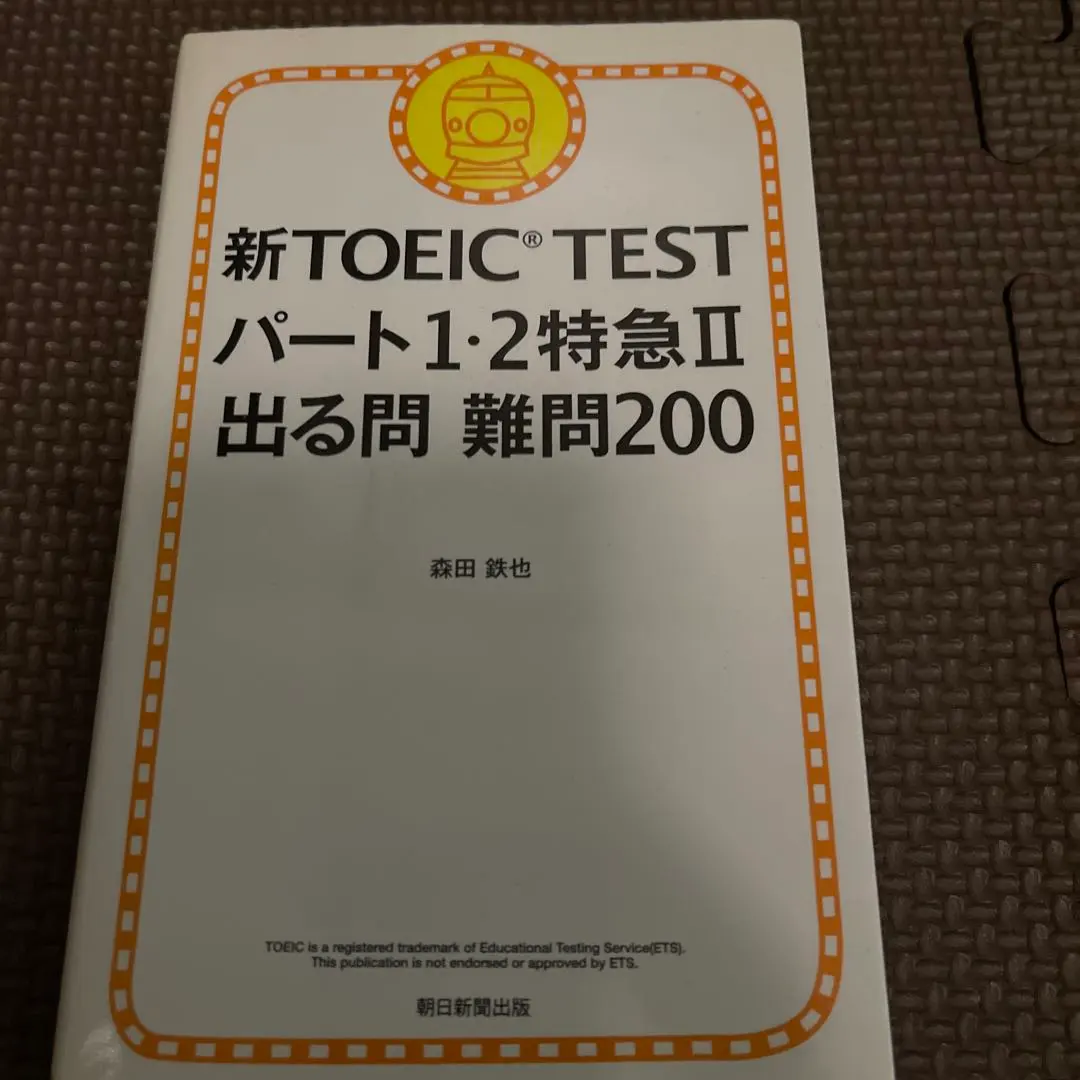 新TOEIC® TEST
パート1·2特急Ⅱ
出る問 難問200
森田 鉄也
TOEIC is a registered trademark of Educational Testing Service(ETS).
This publication is not endorsed or approved by ETS.
朝日新聞出版